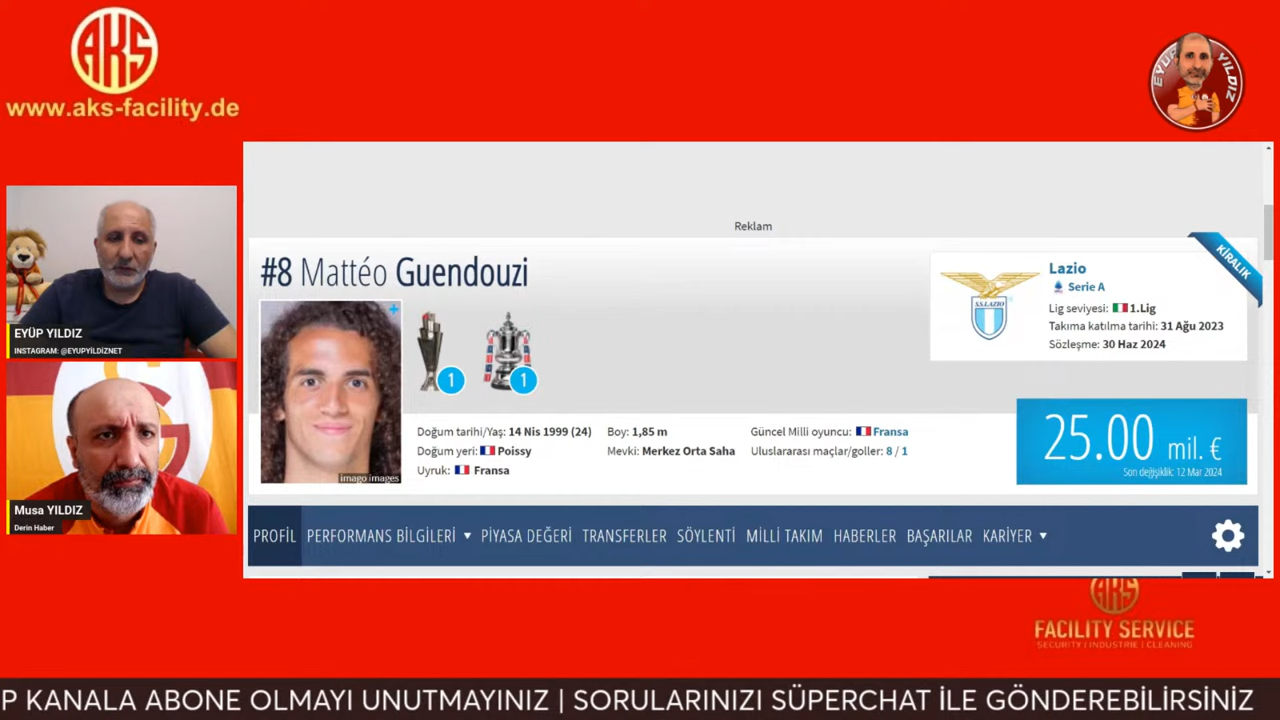 AKS
www.aks-facility.de
EYÜP YILDIZ
EYÜP YILDIZ
INSTAGRAM: @EYUPYILDIZNET
Musa YILDIZ
Derin Haber
Reklam
#8 Mattéo Guendouzi
imago images
1
1
Doğum tarihi/Yaş: 14 Nis 1999 (24)
Doğum yeri: Poissy
Uyruk: Fransa
Boy: 1,85 m
Mevki: Merkez Orta Saha
Güncel Milli oyuncu: Fransa
Uluslararası maçlar/goller: 8 / 1
S.S.LAZIO
Lazio
Serie A
Lig seviyesi: 1.Lig
Takıma katılma tarihi: 31 Ağu 2023
Sözleşme: 30 Haz 2024
KİRALIK
25.00 mil. €
Son değişiklik: 12 Mar 2024
PROFİL PERFORMANS BİLGİLERİ PİYASA DEĞERİ TRANSFERLER SÖYLENTİ MİLLİ TAKIM HABERLER BAŞARILAR KARİYER
AKS
FACILITY SERVICE
SECURITY | INDUSTRIE | CLEANING
P KANALA ABONE OLMAYI UNUTMAYINIZ | SORULARINIZI SÜPERCHAT İLE GÖNDEREBİLİRSİNİZ